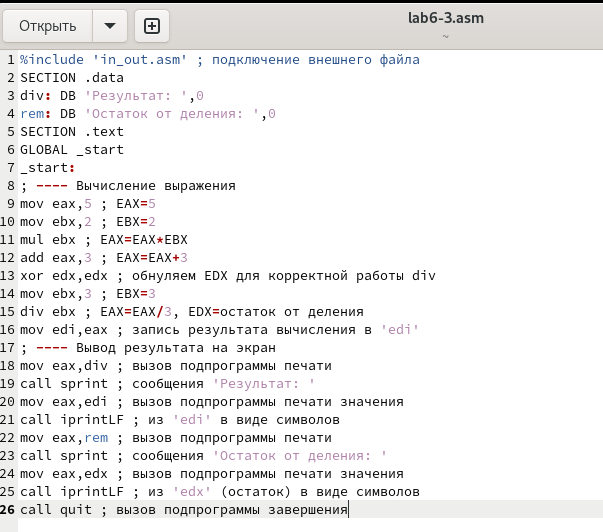 Открыть
lab6-3.asm
~
1 %include 'in_out.asm' ; подключение внешнего файла
2 SECTION .data
3 div: DB 'Результат: ',0
4 rem: DB 'Остаток от деления: ',0
5 SECTION .text
6 GLOBAL _start
7 _start:
8 ; ---- Вычисление выражения
9 mov eax,5 ; EAX=5
10 mov ebx,2 ; EBX=2
11 mul ebx ; EAX=EAX*EBX
12 add eax,3 ; EAX=EAX+3
13 xor edx,edx ; обнуляем EDX для корректной работы div
14 mov ebx,3 ; EBX=3
15 div ebx ; EAX=EAX/3, EDX=остаток от деления
16 mov edi,eax ; запись результата вычисления в 'edi'
17 ; ---- Вывод результата на экран
18 mov eax,div ; вызов подпрограммы печати
19 call sprint ; сообщения 'Результат: '
20 mov eax,edi ; вызов подпрограммы печати значения
21 call iprintLF ; из 'edi' в виде символов
22 mov eax,rem ; вызов подпрограммы печати
23 call sprint ; сообщения 'Остаток от деления: '
24 mov eax,edx ; вызов подпрограммы печати значения
25 call iprintLF ; из 'edx' (остаток) в виде символов
26 call quit ; вызов подпрограммы завершения